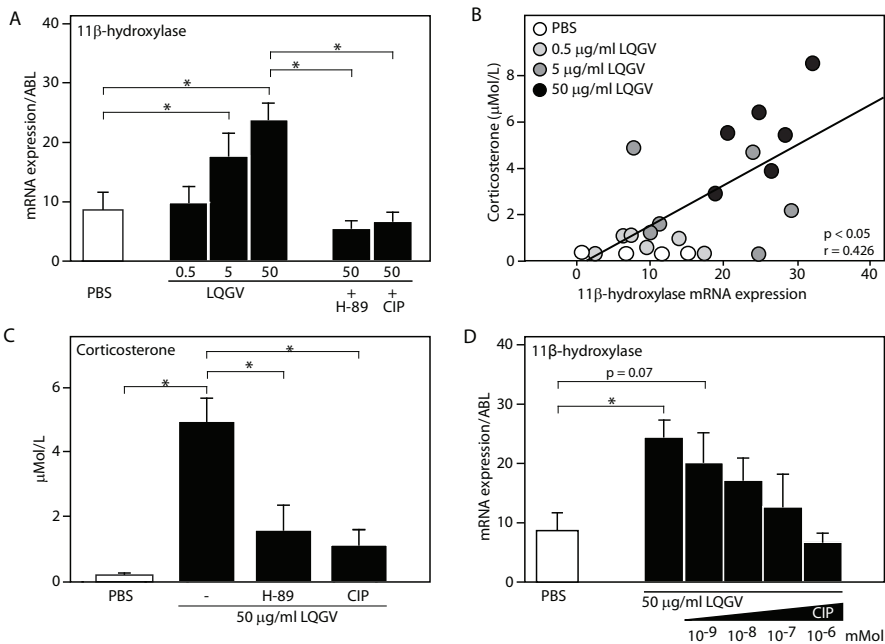 A
11β-hydroxylase
mRNA expression/ABL
40
30
20
10
0
*
*
*
*
0.5 5 50 50 50
PBS LQGV + +
H-89 CIP
B
PBS
0.5 μg/ml LQGV
5 μg/ml LQGV
50 μg/ml LQGV
Corticosterone (μMol/L)
8
6
4
2
0
p < 0.05
r = 0.426
0 10 20 30 40
11β-hydroxylase mRNA expression
C
Corticosterone
μMol/L
6
4
2
0
*
*
*
PBS - H-89 CIP
50 μg/ml LQGV
D
11β-hydroxylase
mRNA expression/ABL
40
30
20
10
0
p = 0.07
*
PBS 50 μg/ml LQGV
CIP
10-9 10-8 10-7 10-6 mMol